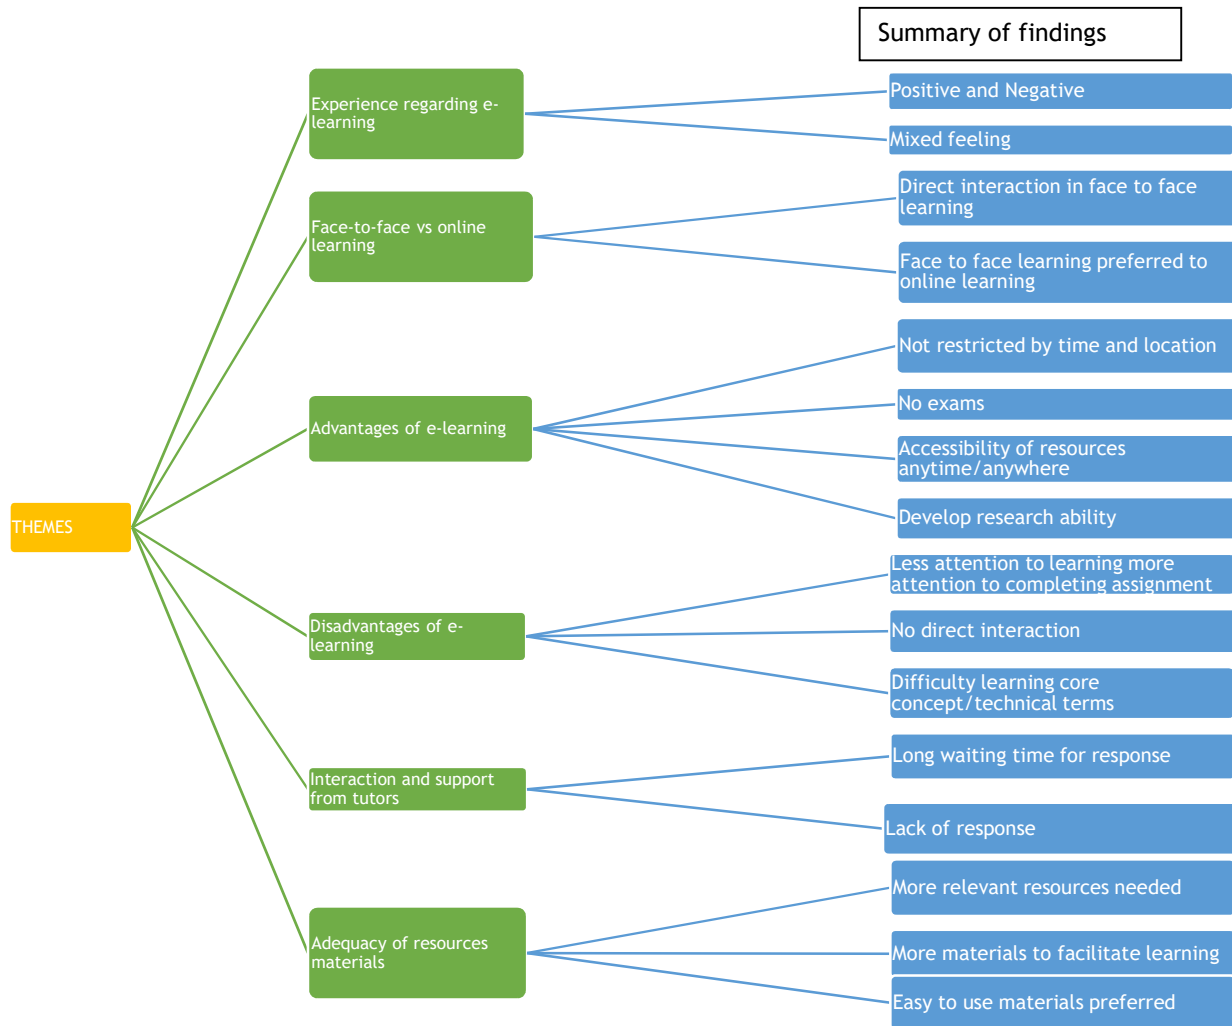 Summary of findings
Experience regarding e-
learning
Positive and Negative
Mixed feeling
Face-to-face vs online
learning
Direct interaction in face to face
learning
Face to face learning preferred to
online learning
Advantages of e-learning
Not restricted by time and location
No exams
Accessibility of resources
anytime/anywhere
Develop research ability
THEMES
Disadvantages of e-
learning
Less attention to learning more
attention to completing assignment
No direct interaction
Difficulty learning core
concept/technical terms
Interaction and support
from tutors
Long waiting time for response
Lack of response
Adequacy of resources
materials
More relevant resources needed
More materials to facilitate learning
Easy to use materials preferred